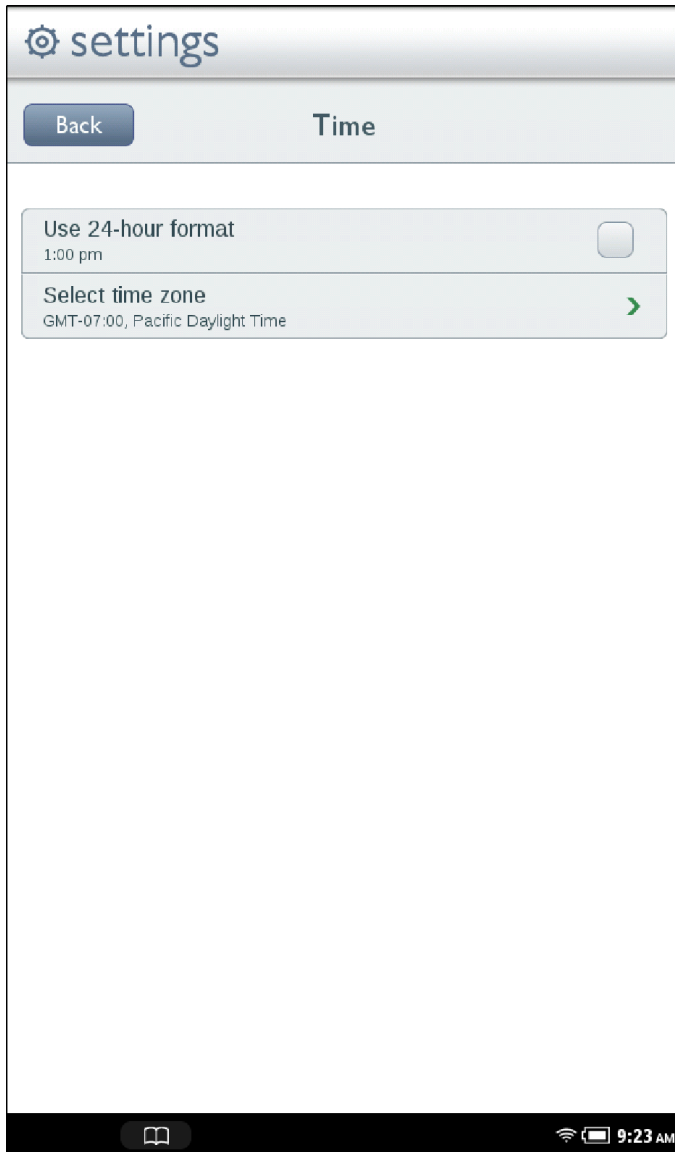 settings
Back
Time
Use 24-hour format
1:00 pm
Select time zone
GMT-07:00, Pacific Daylight Time
9:23 AM